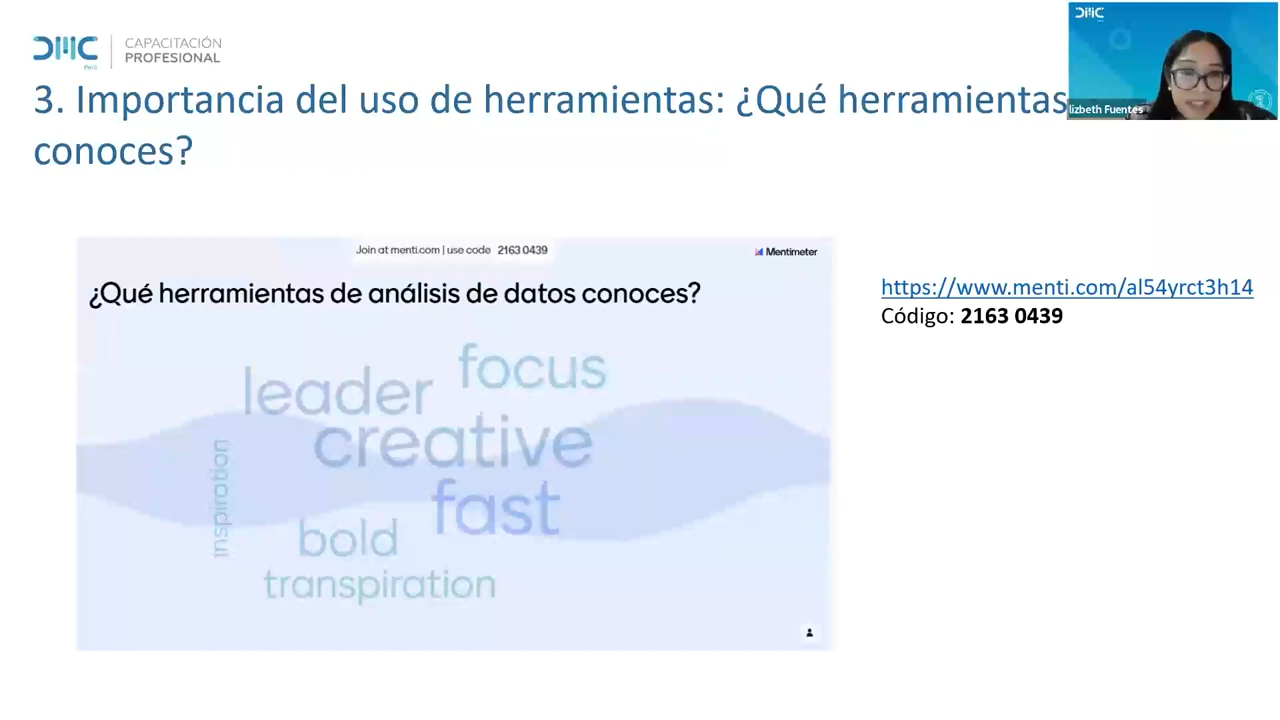 DMC
Perú
CAPACITACIÓN
PROFESIONAL
DMC
lizbeth Fuentes
3. Importancia del uso de herramientas: ¿Qué herramientas
conoces?
Join at menti.com | use code 2163 0439
Mentimeter
¿Qué herramientas de análisis de datos conoces?
focus
leader
creative
inspiration
fast
bold
transpiration
https://www.menti.com/al54yrct3h14
Código: 2163 0439